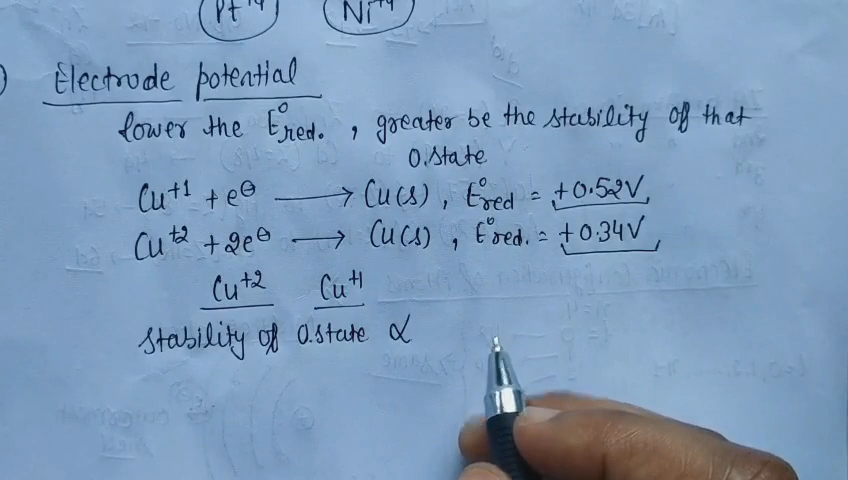 Pt+4 Ni+4
) Electrode potential
lower the E°red. , greater be the stability of that
O.state
Cu+1 + e⊖ ⟶ Cu(s) , E°red = +0.52V
Cu+2 + 2e⊖ ⟶ Cu(s) , E°red. = +0.34V
Cu+2 Cu+1
stability of O.state ∝